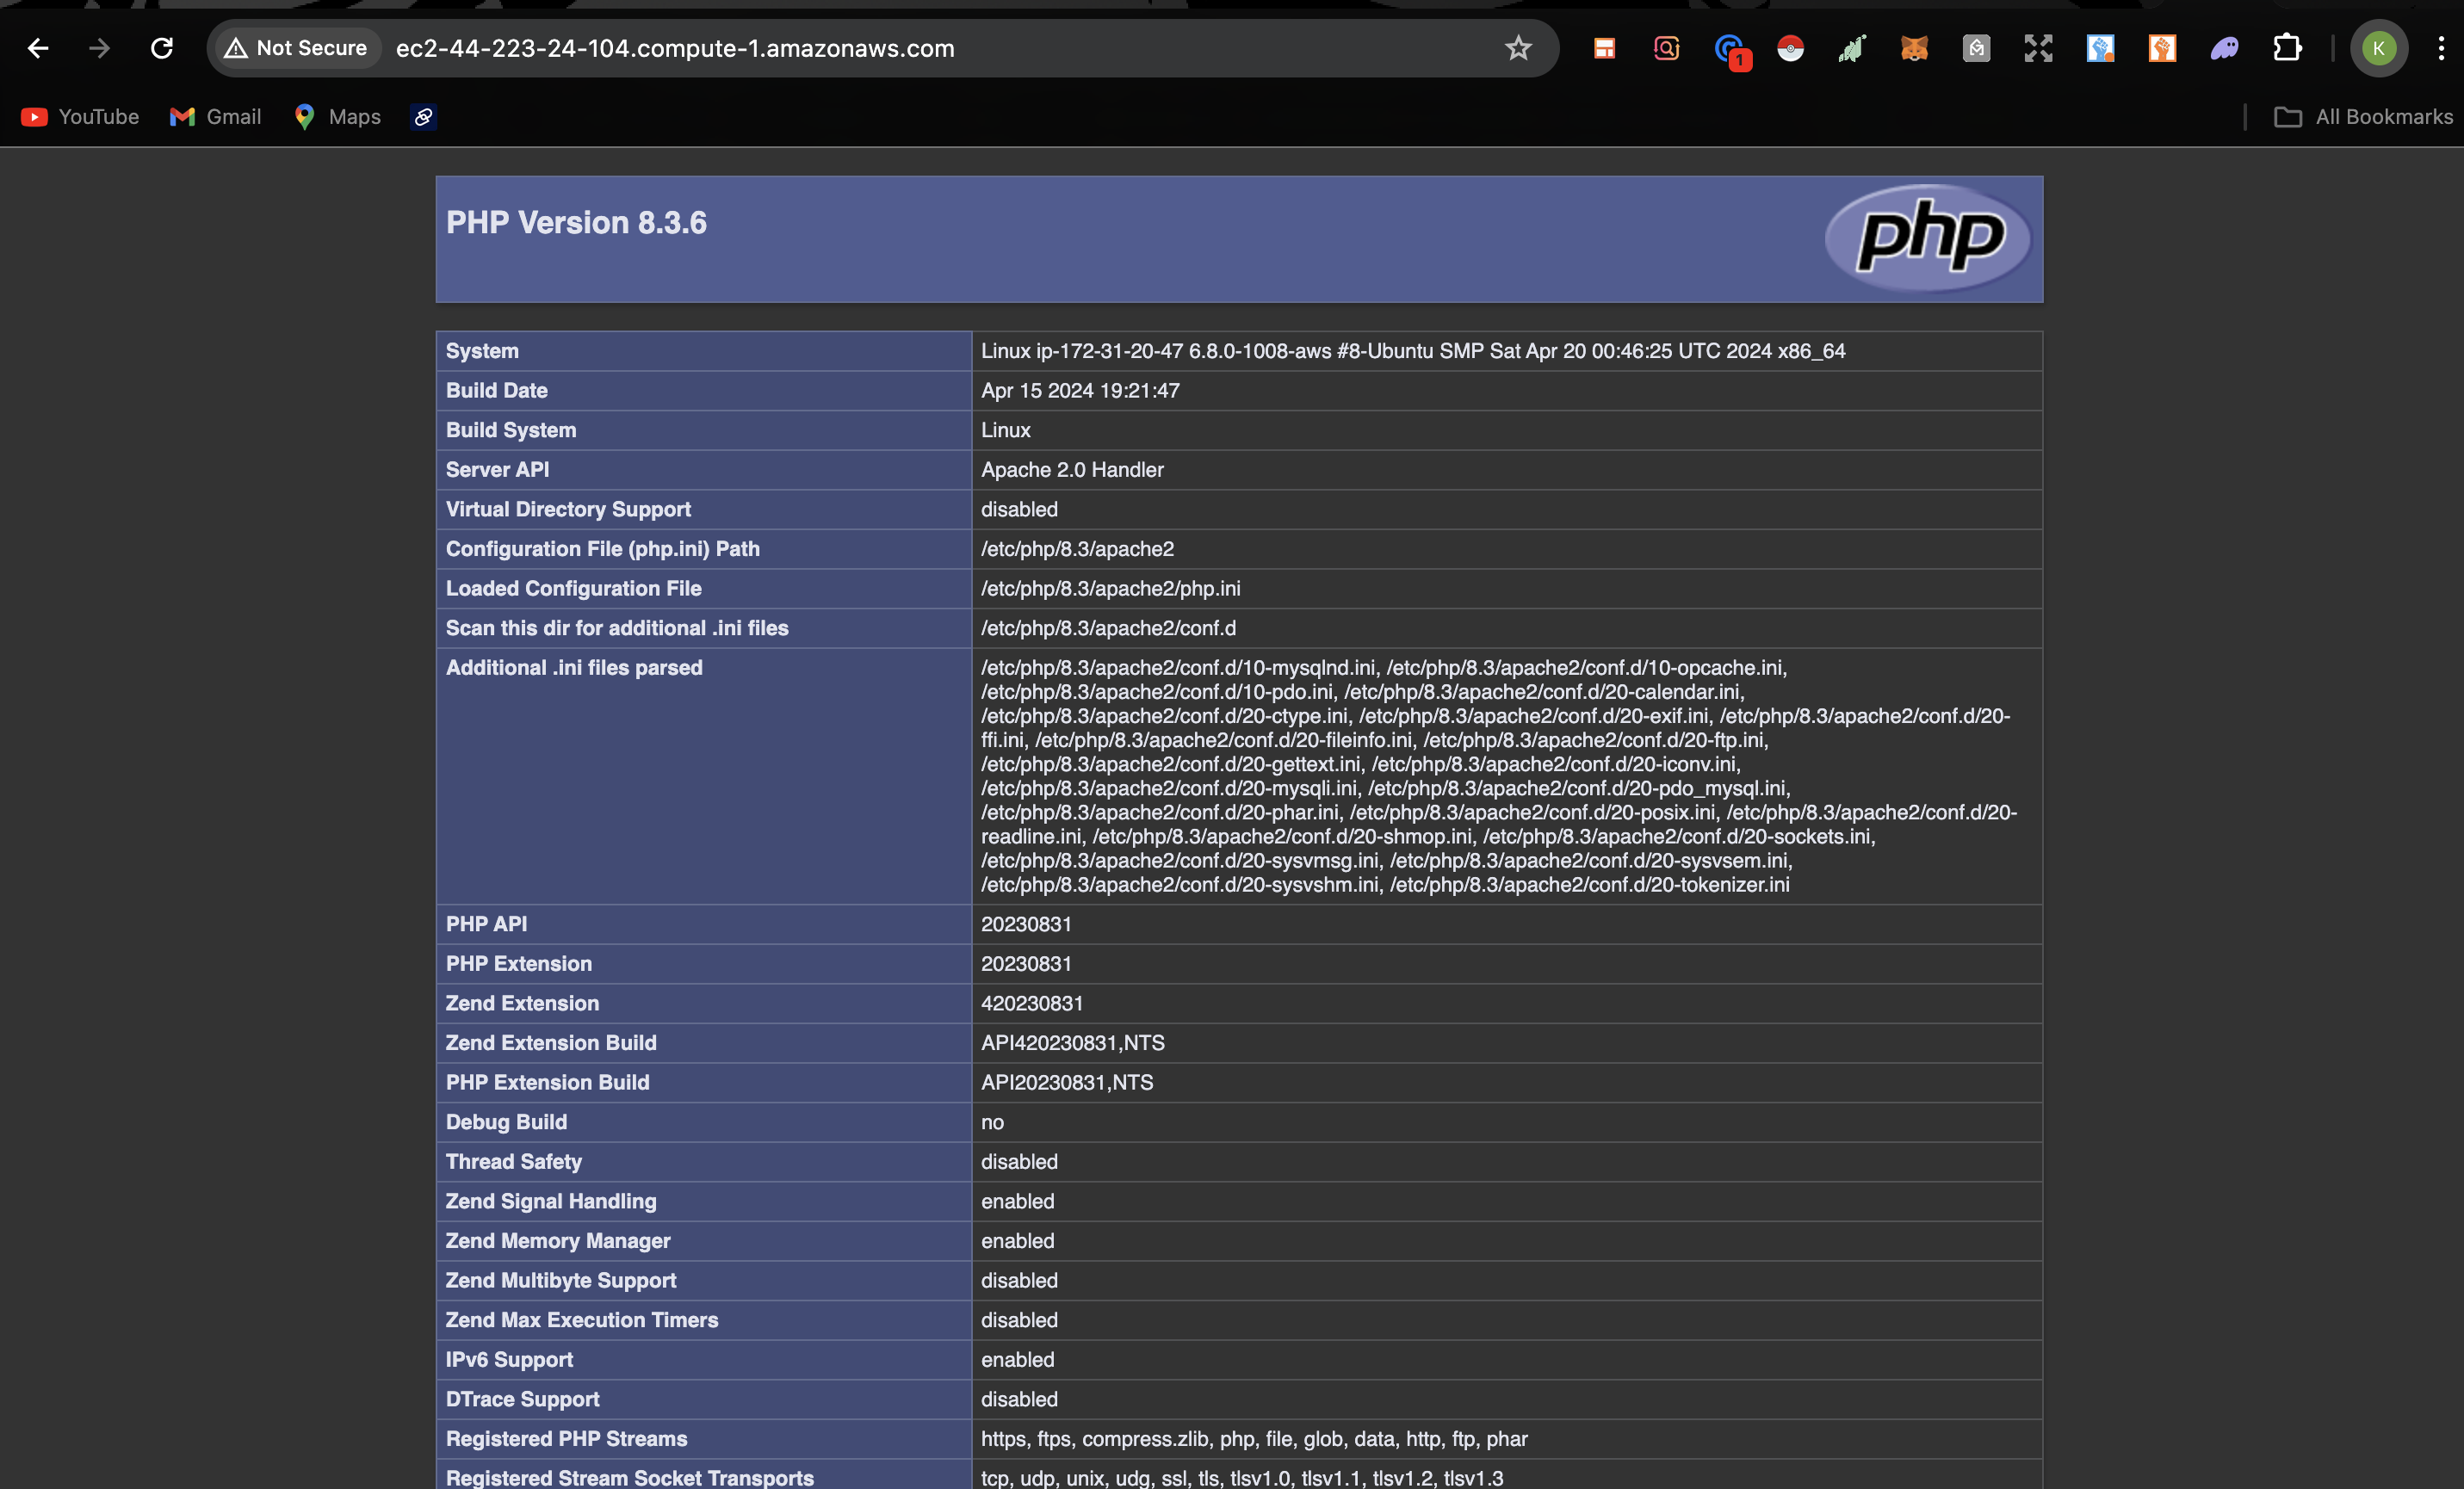 Not Secure ec2-44-223-24-104.compute-1.amazonaws.com 1 K
YouTube Gmail Maps All Bookmarks
PHP Version 8.3.6 php
System Linux ip-172-31-20-47 6.8.0-1008-aws #8-Ubuntu SMP Sat Apr 20 00:46:25 UTC 2024 x86_64
Build Date Apr 15 2024 19:21:47
Build System Linux
Server API Apache 2.0 Handler
Virtual Directory Support disabled
Configuration File (php.ini) Path /etc/php/8.3/apache2
Loaded Configuration File /etc/php/8.3/apache2/php.ini
Scan this dir for additional .ini files /etc/php/8.3/apache2/conf.d
Additional .ini files parsed /etc/php/8.3/apache2/conf.d/10-mysqlnd.ini, /etc/php/8.3/apache2/conf.d/10-opcache.ini,
/etc/php/8.3/apache2/conf.d/10-pdo.ini, /etc/php/8.3/apache2/conf.d/20-calendar.ini,
/etc/php/8.3/apache2/conf.d/20-ctype.ini, /etc/php/8.3/apache2/conf.d/20-exif.ini, /etc/php/8.3/apache2/conf.d/20-
ffi.ini, /etc/php/8.3/apache2/conf.d/20-fileinfo.ini, /etc/php/8.3/apache2/conf.d/20-ftp.ini,
/etc/php/8.3/apache2/conf.d/20-gettext.ini, /etc/php/8.3/apache2/conf.d/20-iconv.ini,
/etc/php/8.3/apache2/conf.d/20-mysqli.ini, /etc/php/8.3/apache2/conf.d/20-pdo_mysql.ini,
/etc/php/8.3/apache2/conf.d/20-phar.ini, /etc/php/8.3/apache2/conf.d/20-posix.ini, /etc/php/8.3/apache2/conf.d/20-
readline.ini, /etc/php/8.3/apache2/conf.d/20-shmop.ini, /etc/php/8.3/apache2/conf.d/20-sockets.ini,
/etc/php/8.3/apache2/conf.d/20-sysvmsg.ini, /etc/php/8.3/apache2/conf.d/20-sysvsem.ini,
/etc/php/8.3/apache2/conf.d/20-sysvshm.ini, /etc/php/8.3/apache2/conf.d/20-tokenizer.ini
PHP API 20230831
PHP Extension 20230831
Zend Extension 420230831
Zend Extension Build API420230831,NTS
PHP Extension Build API20230831,NTS
Debug Build no
Thread Safety disabled
Zend Signal Handling enabled
Zend Memory Manager enabled
Zend Multibyte Support disabled
Zend Max Execution Timers disabled
IPv6 Support enabled
DTrace Support disabled
Registered PHP Streams https, ftps, compress.zlib, php, file, glob, data, http, ftp, phar
Registered Stream Socket Transports tcp, udp, unix, udg, ssl, tls, tlsv1.0, tlsv1.1, tlsv1.2, tlsv1.3